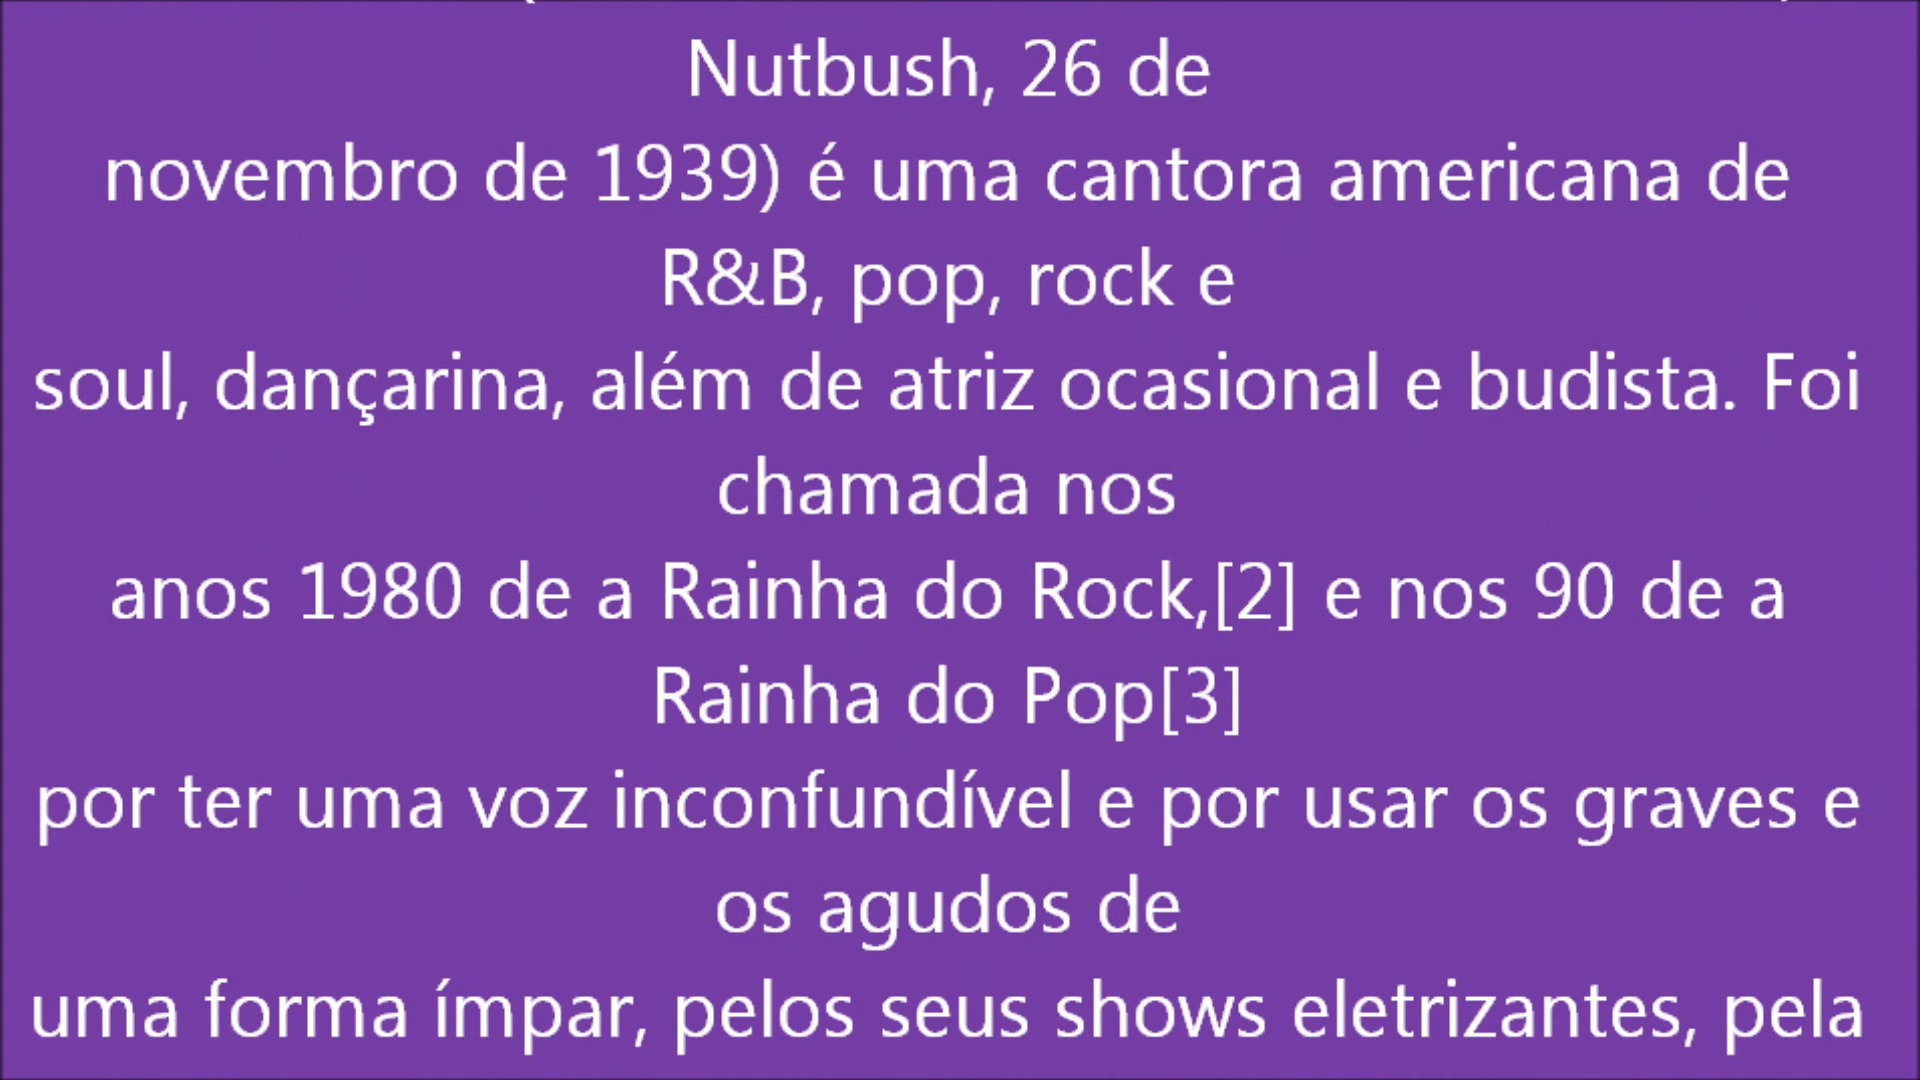 Nutbush, 26 de
novembro de 1939) é uma cantora americana de
R&B, pop, rock e
soul, dançarina, além de atriz ocasional e budista. Foi
chamada nos
anos 1980 de a Rainha do Rock,[2] e nos 90 de a
Rainha do Pop[3]
por ter uma voz inconfundível e por usar os graves e
os agudos de
uma forma ímpar, pelos seus shows eletrizantes, pela